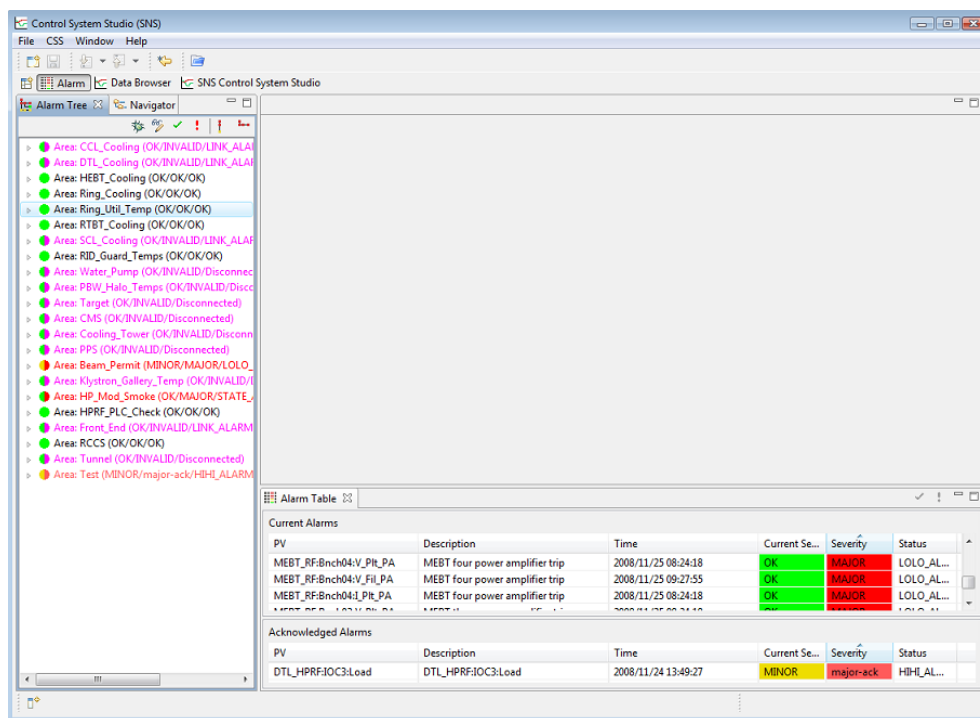 Control System Studio (SNS)
File CSS Window Help
Alarm Data Browser SNS Control System Studio
Alarm Tree Navigator
Area: CCL_Cooling (OK/INVALID/LINK_ALA
Area: DTL_Cooling (OK/INVALID/LINK_ALA
Area: HEBT_Cooling (OK/OK/OK)
Area: Ring_Cooling (OK/OK/OK)
Area: Ring_Util_Temp (OK/OK/OK)
Area: RTBT_Cooling (OK/OK/OK)
Area: SCL_Cooling (OK/INVALID/LINK_ALA
Area: RID_Guard_Temps (OK/OK/OK)
Area: Water_Pump (OK/INVALID/Disconnec
Area: PBW_Halo_Temps (OK/INVALID/Disc
Area: Target (OK/INVALID/Disconnected)
Area: CMS (OK/INVALID/Disconnected)
Area: Cooling_Tower (OK/INVALID/Disconn
Area: PPS (OK/INVALID/Disconnected)
Area: Beam_Permit (MINOR/MAJOR/LOLO_
Area: Klystron_Gallery_Temp (OK/INVALID/
Area: HP_Mod_Smoke (OK/MAJOR/STATE_
Area: HPRF_PLC_Check (OK/OK/OK)
Area: Front_End (OK/INVALID/LINK_ALARM
Area: RCCS (OK/OK/OK)
Area: Tunnel (OK/INVALID/Disconnected)
Area: Test (MINOR/major-ack/HIHI_ALARM
Alarm Table
Current Alarms
PV Description Time Current Se... Severity Status
MEBT_RF:Bnch04:V_Plt_PA MEBT four power amplifier trip 2008/11/25 08:24:18 OK MAJOR LOLO_AL...
MEBT_RF:Bnch04:V_Fil_PA MEBT four power amplifier trip 2008/11/25 09:27:55 OK MAJOR LOLO_AL...
MEBT_RF:Bnch04:I_Plt_PA MEBT four power amplifier trip 2008/11/25 08:24:18 OK MAJOR LOLO_AL...
Acknowledged Alarms
PV Description Time Current Se... Severity Status
DTL_HPRF:IOC3:Load DTL_HPRF:IOC3:Load 2008/11/24 13:49:27 MINOR major-ack HIHI_AL...